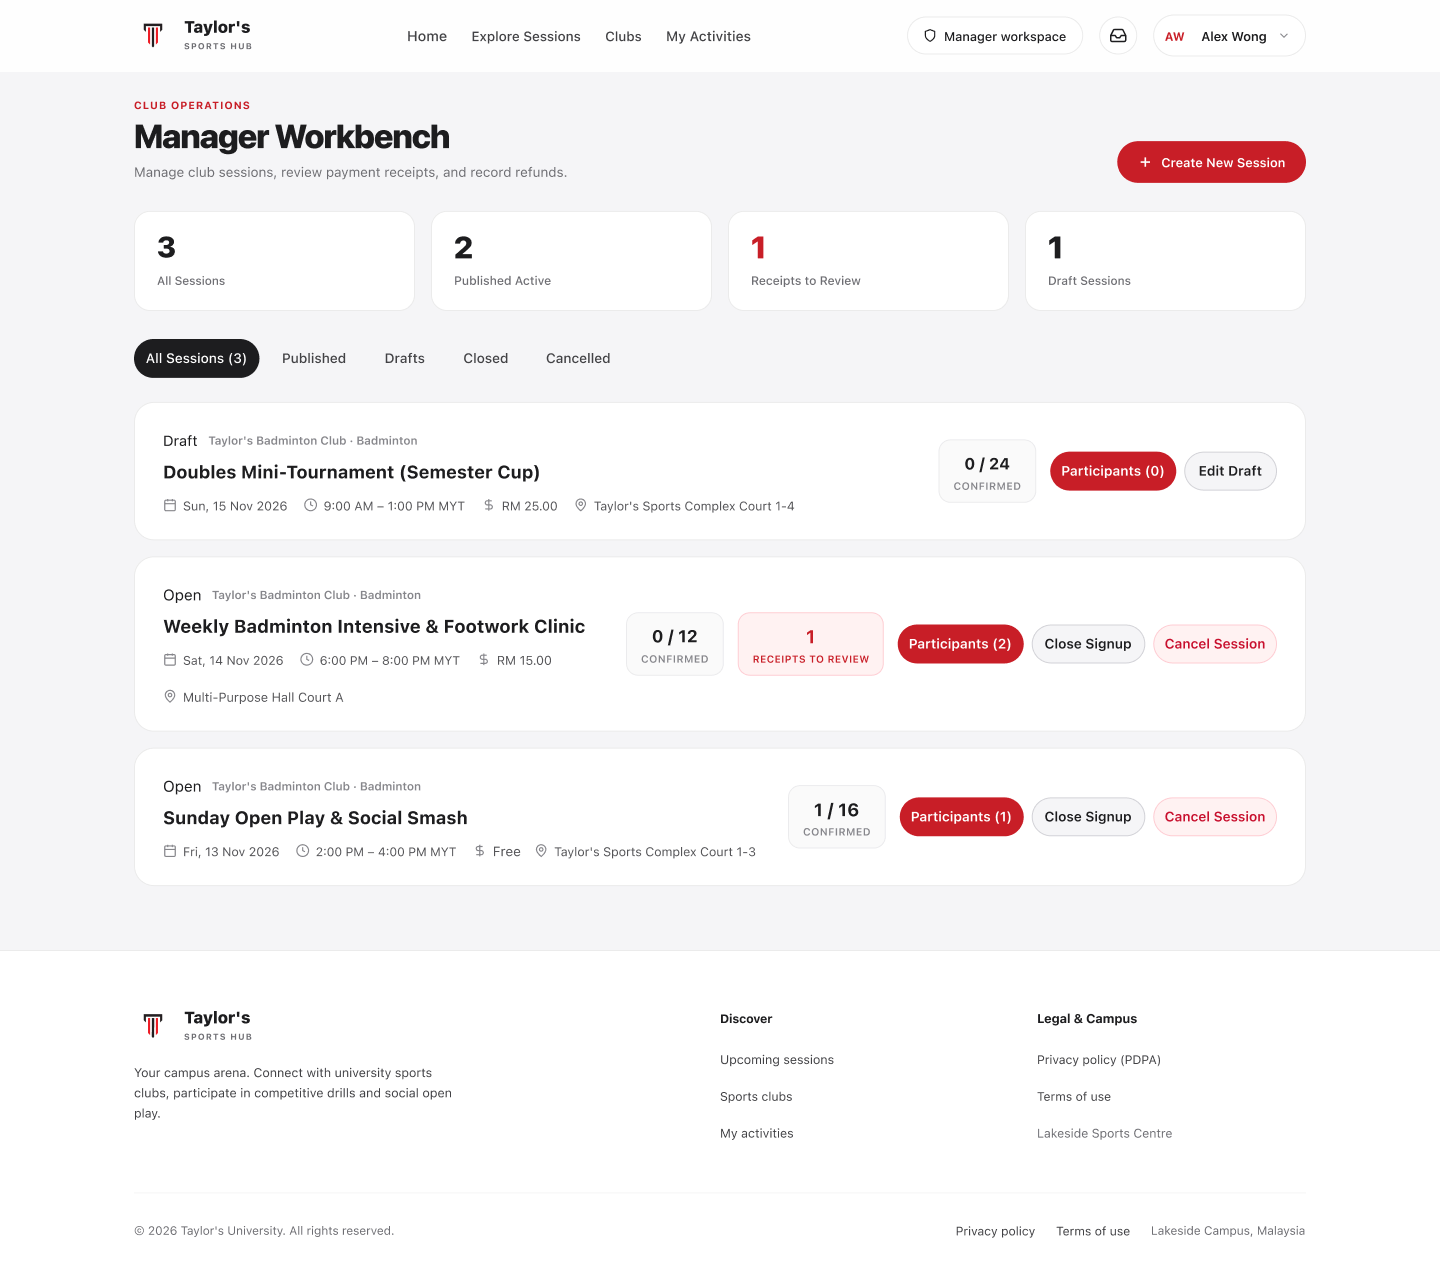 Taylor's
SPORTS HUB
Home
Explore Sessions
Clubs
My Activities
Manager workspace
AW
Alex Wong
CLUB OPERATIONS
Manager Workbench
Manage club sessions, review payment receipts, and record refunds.
+ Create New Session
3
All Sessions
2
Published Active
1
Receipts to Review
1
Draft Sessions
All Sessions (3)
Published
Drafts
Closed
Cancelled
Draft Taylor's Badminton Club · Badminton
Doubles Mini-Tournament (Semester Cup)
Sun, 15 Nov 2026 9:00 AM – 1:00 PM MYT $ RM 25.00 Taylor's Sports Complex Court 1-4
0 / 24
CONFIRMED
Participants (0)
Edit Draft
Open Taylor's Badminton Club · Badminton
Weekly Badminton Intensive & Footwork Clinic
Sat, 14 Nov 2026 6:00 PM – 8:00 PM MYT $ RM 15.00
Multi-Purpose Hall Court A
0 / 12
CONFIRMED
1
RECEIPTS TO REVIEW
Participants (2)
Close Signup
Cancel Session
Open Taylor's Badminton Club · Badminton
Sunday Open Play & Social Smash
Fri, 13 Nov 2026 2:00 PM – 4:00 PM MYT $ Free Taylor's Sports Complex Court 1-3
1 / 16
CONFIRMED
Participants (1)
Close Signup
Cancel Session
Taylor's
SPORTS HUB
Your campus arena. Connect with university sports
clubs, participate in competitive drills and social open
play.
Discover
Upcoming sessions
Sports clubs
My activities
Legal & Campus
Privacy policy (PDPA)
Terms of use
Lakeside Sports Centre
© 2026 Taylor's University. All rights reserved.
Privacy policy
Terms of use
Lakeside Campus, Malaysia